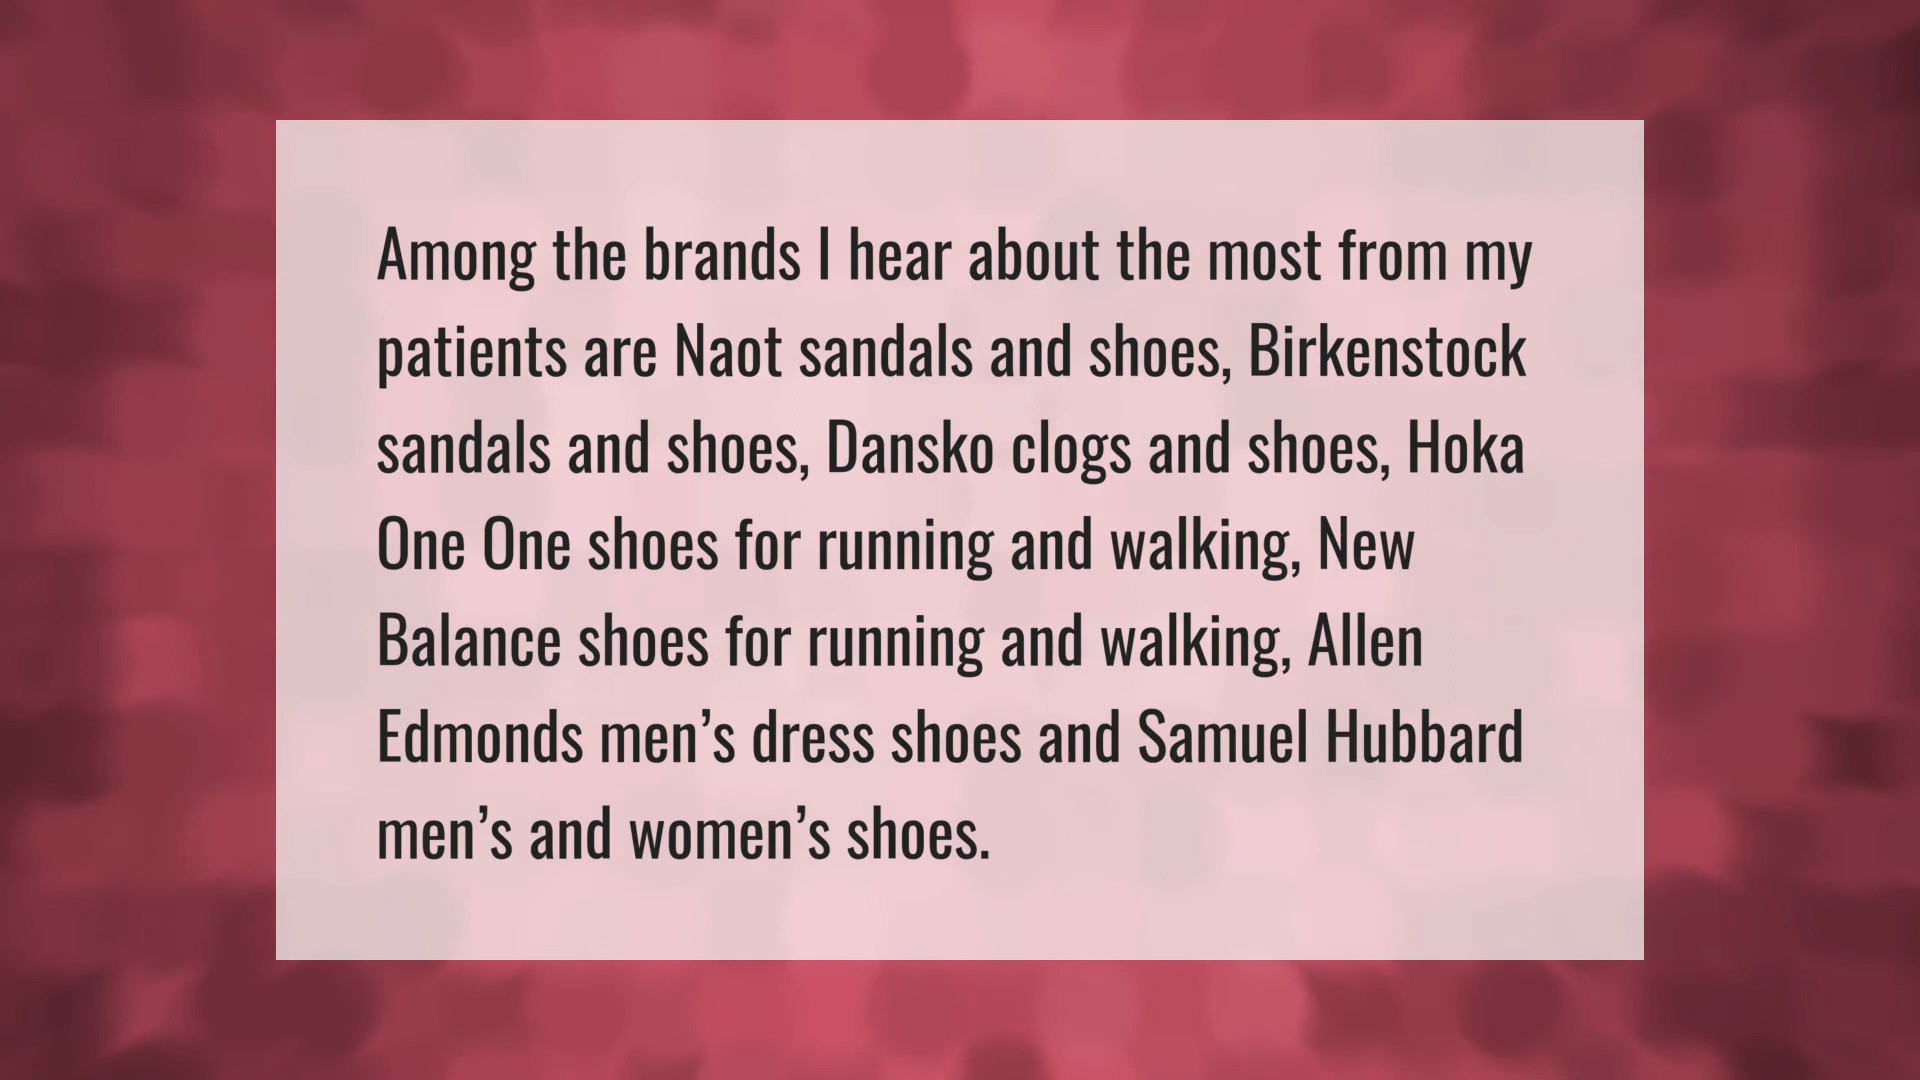 Among the brands I hear about the most from my
patients are Naot sandals and shoes, Birkenstock
sandals and shoes, Dansko clogs and shoes, Hoka
One One shoes for running and walking, New
Balance shoes for running and walking, Allen
Edmonds men’s dress shoes and Samuel Hubbard
men’s and women’s shoes.